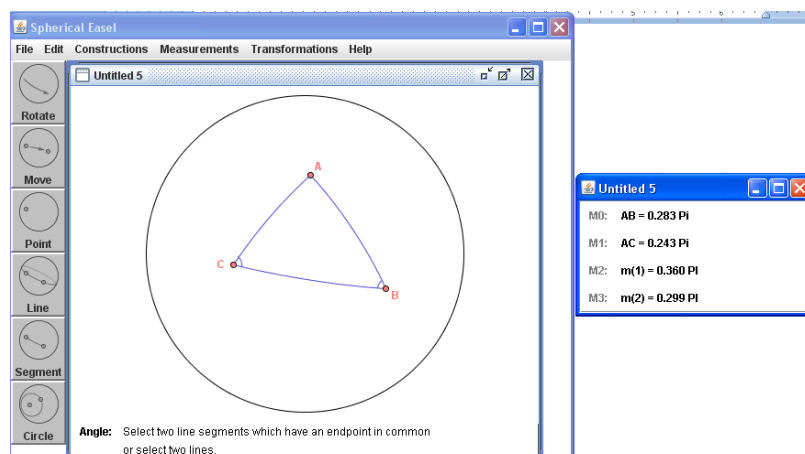 Spherical Easel
File Edit Constructions Measurements Transformations Help
Untitled 5
Rotate
Move
Point
Line
Segment
Circle
A
C
B
Angle: Select two line segments which have an endpoint in common
or select two lines.
Untitled 5
M0: AB = 0.283 Pi
M1: AC = 0.243 Pi
M2: m(1) = 0.360 PI
M3: m(2) = 0.299 PI